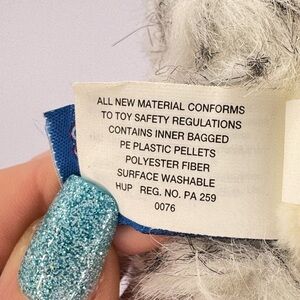 ALL NEW MATERIAL CONFORMS
TO TOY SAFETY REGULATIONS
CONTAINS INNER BAGGED
PE PLASTIC PELLETS
POLYESTER FIBER
SURFACE WASHABLE
HUP REG. NO. PA 259
0076